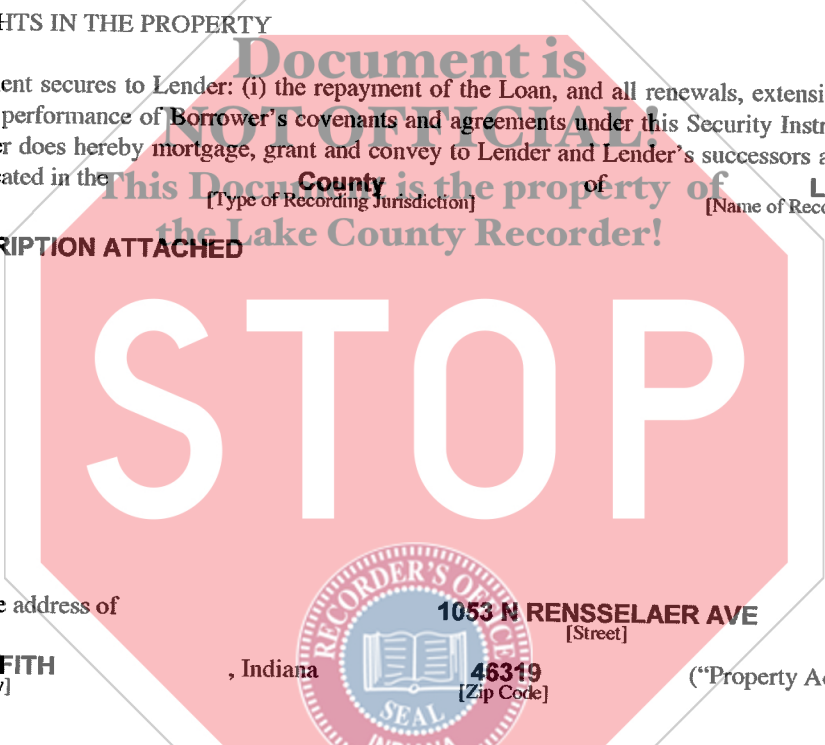 HTS IN THE PROPERTY
Document is
ent secures to Lender: (i) the repayment of the Loan, and all renewals, extensi
performance of Borrower's covenants and agreements under this Security Instr
NOT OFFICIAL!
r does hereby mortgage, grant and convey to Lender and Lender's successors a
ated in the County of L
This Document is the property of
[Type of Recording Jurisdiction] [Name of Reco
the Lake County Recorder!
RIPTION ATTACHED
STOP
RECORDER'S OFFICE
e address of 1053 N RENSSELAER AVE
[Street]
FITH , Indiana 46319 ("Property A
y] [Zip Code]
SEAL
INDIANA